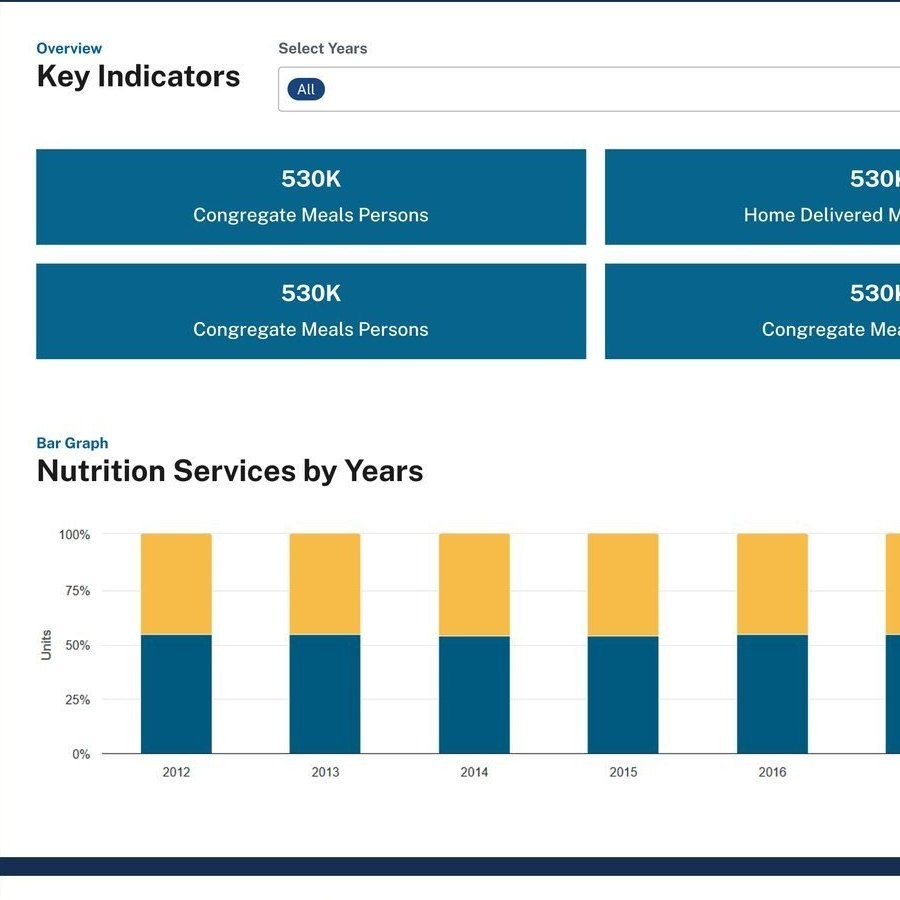 Overview
Key Indicators
Select Years
All
530K
Congregate Meals Persons
530K
Home Delivered M
530K
Congregate Meals Persons
530K
Congregate Mea
Bar Graph
Nutrition Services by Years
100%
75%
50%
25%
0%
Units
2012
2013
2014
2015
2016